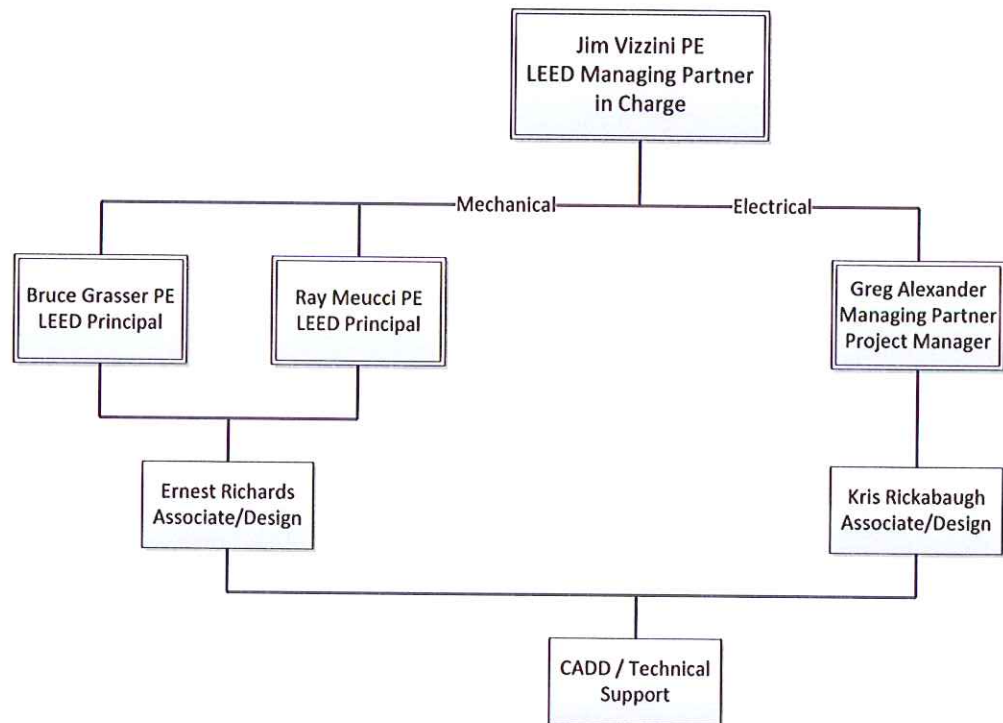 Jim Vizzini PE
LEED Managing Partner
in Charge
Mechanical
Electrical
Bruce Grasser PE
LEED Principal
Ray Meucci PE
LEED Principal
Greg Alexander
Managing Partner
Project Manager
Ernest Richards
Associate/Design
Kris Rickabaugh
Associate/Design
CADD / Technical
Support